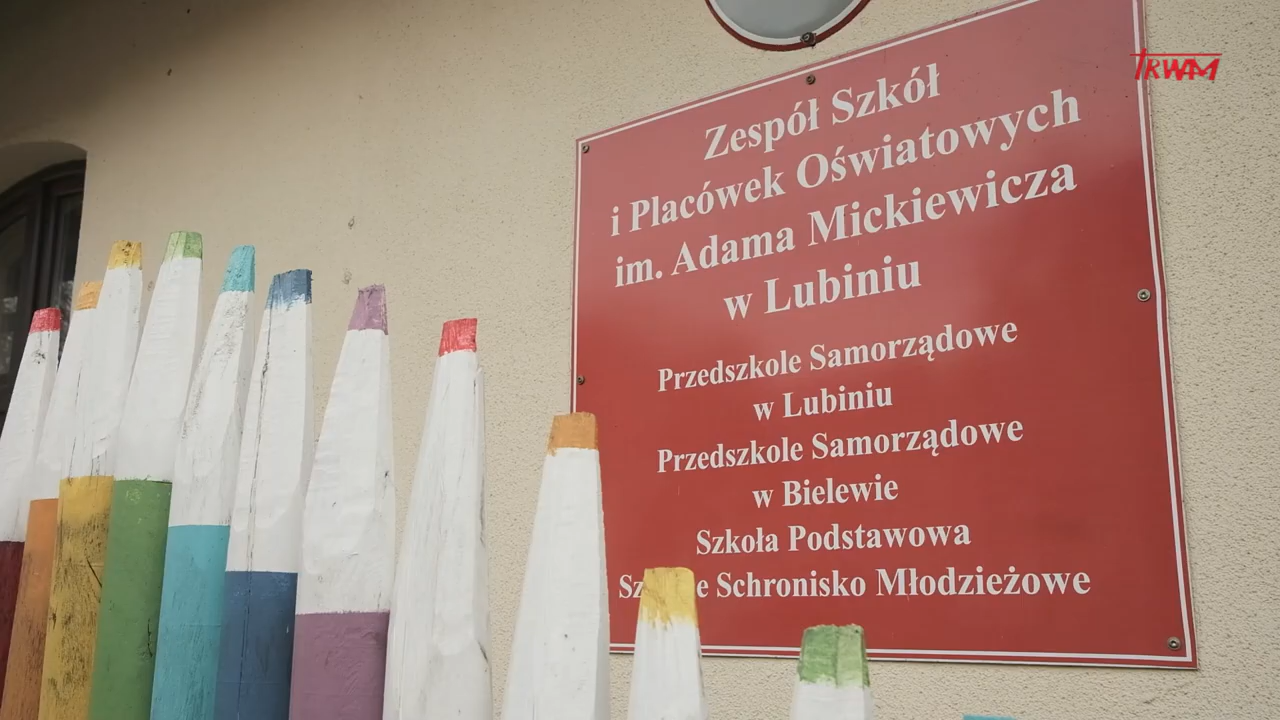 TRWAM
Zespół Szkół
i Placówek Oświatowych
im. Adama Mickiewicza
w Lubiniu
Przedszkole Samorządowe
w Lubiniu
Przedszkole Samorządowe
w Bielewie
Szkoła Podstawowa
Schronisko Młodzieżowe